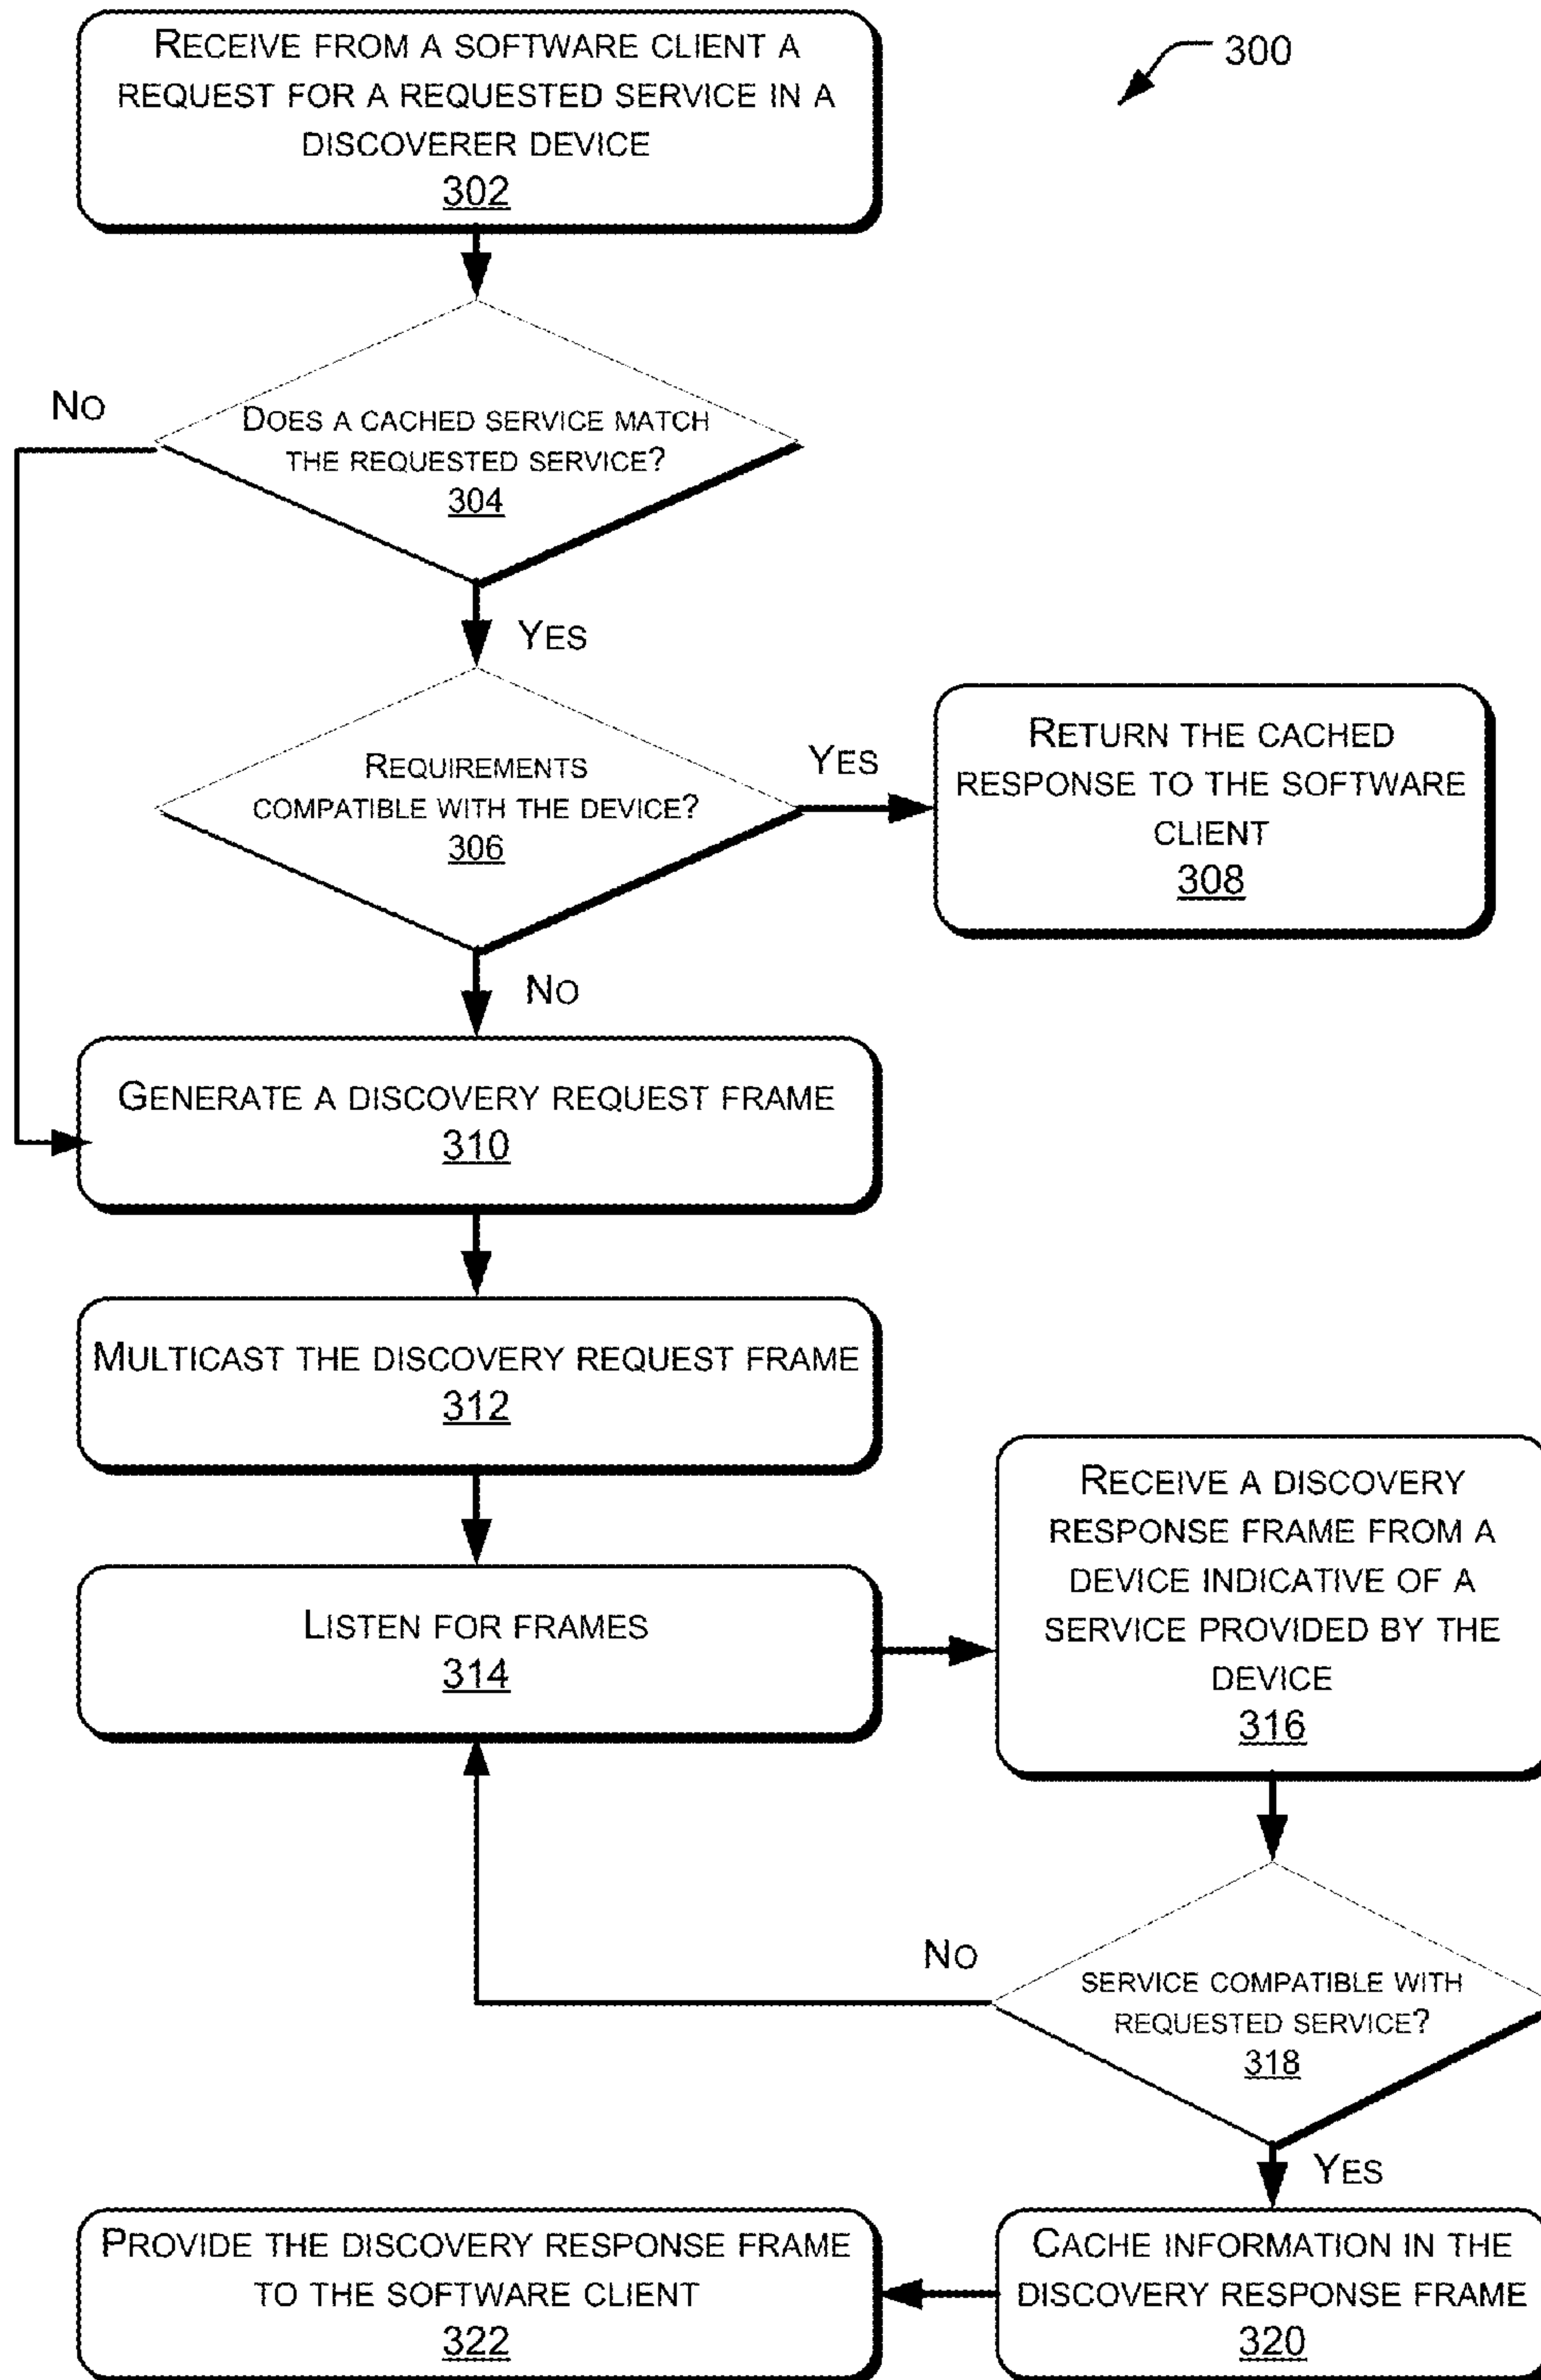 RECEIVE FROM A SOFTWARE CLIENT A
REQUEST FOR A REQUESTED SERVICE IN A
DISCOVERER DEVICE
302
300
DOES A CACHED SERVICE MATCH
THE REQUESTED SERVICE?
304
NO
YES
REQUIREMENTS
COMPATIBLE WITH THE DEVICE?
306
YES
RETURN THE CACHED
RESPONSE TO THE SOFTWARE
CLIENT
308
NO
GENERATE A DISCOVERY REQUEST FRAME
310
MULTICAST THE DISCOVERY REQUEST FRAME
312
LISTEN FOR FRAMES
314
RECEIVE A DISCOVERY
RESPONSE FRAME FROM A
DEVICE INDICATIVE OF A
SERVICE PROVIDED BY THE
DEVICE
316
NO
SERVICE COMPATIBLE WITH
REQUESTED SERVICE?
318
YES
CACHE INFORMATION IN THE
DISCOVERY RESPONSE FRAME
320
PROVIDE THE DISCOVERY RESPONSE FRAME
TO THE SOFTWARE CLIENT
322